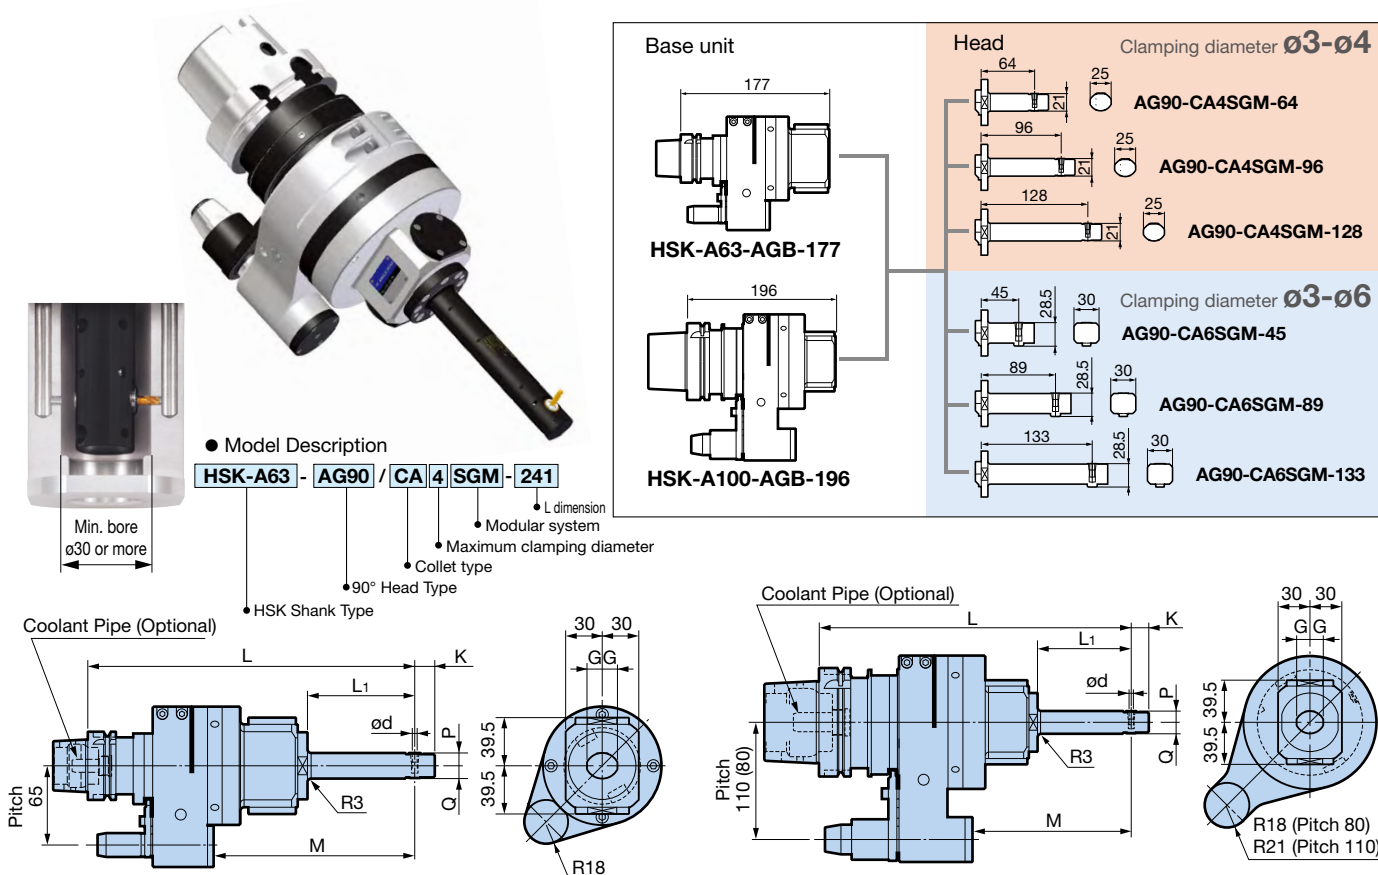 Base unit
177
HSK-A63-AGB-177
196
HSK-A100-AGB-196
Head
Clamping diameter ø3-ø4
64
21
25
AG90-CA4SGM-64
96
21
25
AG90-CA4SGM-96
128
21
25
AG90-CA4SGM-128
Clamping diameter ø3-ø6
45
28.5
30
AG90-CA6SGM-45
89
28.5
30
AG90-CA6SGM-89
133
28.5
30
AG90-CA6SGM-133
Min. bore
ø30 or more
● Model Description
HSK-A63 - AG90 / CA 4 SGM - 241
L dimension
Modular system
Maximum clamping diameter
Collet type
90° Head Type
HSK Shank Type
Coolant Pipe (Optional)
L
K
L1
ød
P
Q
R3
M
Pitch
65
30 30
G G
39.5
39.5
R18
Coolant Pipe (Optional)
L
K
L1
ød
P
Q
R3
M
Pitch
110 (80)
30 30
G G
39.5
39.5
R18 (Pitch 80)
R21 (Pitch 110)